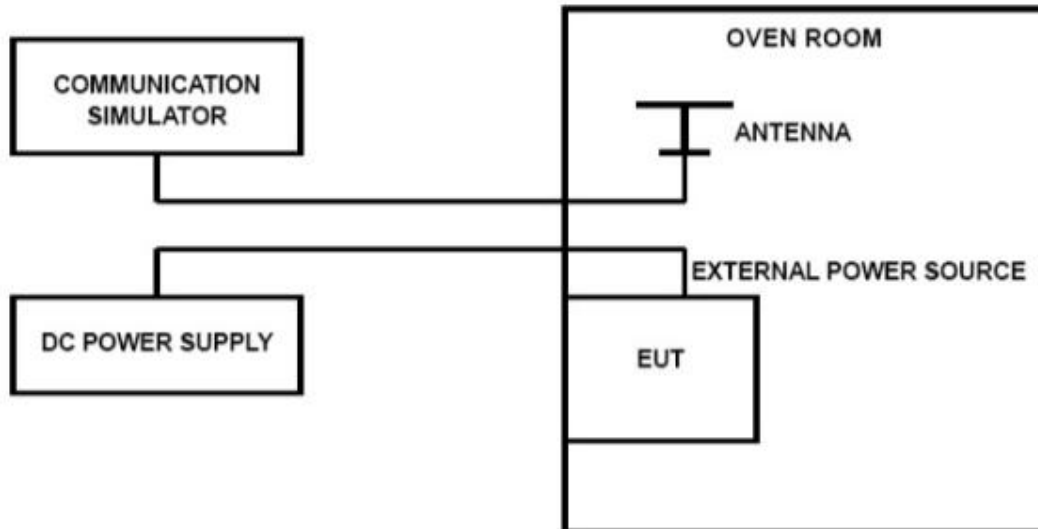 OVEN ROOM
COMMUNICATION
SIMULATOR
ANTENNA
EXTERNAL POWER SOURCE
DC POWER SUPPLY
EUT